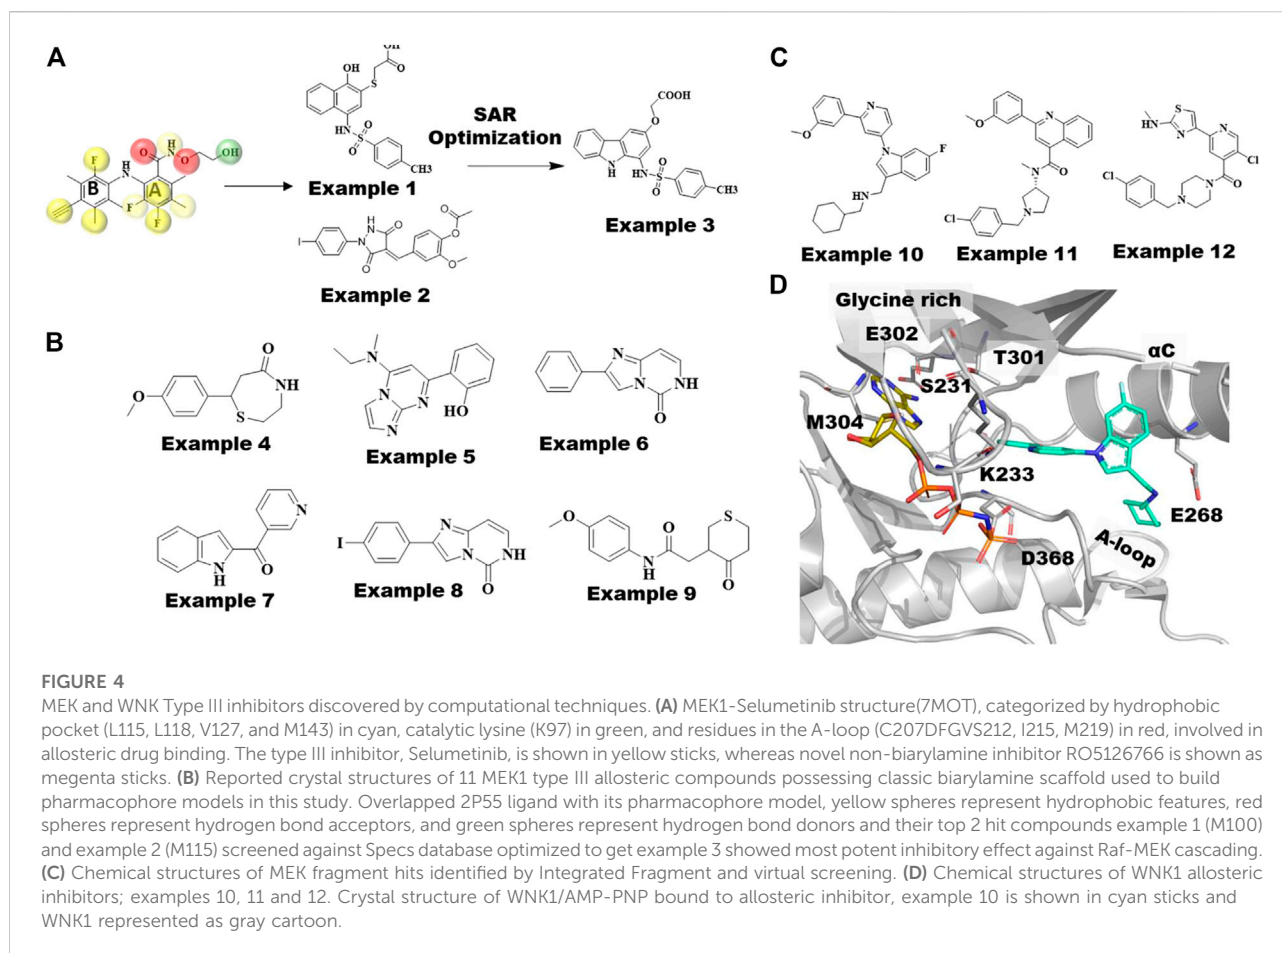 A
OH
O
OH
S
HN
O
S
O
CH3
Example 1
SAR
Optimization
COOH
O
N
H
HN
O
S
O
CH3
Example 3
F
H
N
O
N
H
O
OH
B
A
F
F
I
N
NH
O
O
O
O
O
Example 2
B
O
NH
S
O
Example 4
N
N
N
N
HO
Example 5
N
N
NH
O
Example 6
N
N
H
O
Example 7
I
N
N
NH
O
Example 8
O
N
H
O
S
O
Example 9
C
N
O
N
F
HN
Example 10
O
N
N
O
N
Cl
Example 11
HN
S
N
N
Cl
N
O
N
Cl
Example 12
D
Glycine rich
E302
T301
αC
S231
M304
K233
E268
D368
A-loop
FIGURE 4
MEK and WNK Type III inhibitors discovered by computational techniques. (A) MEK1-Selumetinib structure(7MOT), categorized by hydrophobic
pocket (L115, L118, V127, and M143) in cyan, catalytic lysine (K97) in green, and residues in the A-loop (C207DFGVS212, I215, M219) in red, involved in
allosteric drug binding. The type III inhibitor, Selumetinib, is shown in yellow sticks, whereas novel non-biarylamine inhibitor RO5126766 is shown as
megenta sticks. (B) Reported crystal structures of 11 MEK1 type III allosteric compounds possessing classic biarylamine scaffold used to build
pharmacophore models in this study. Overlapped 2P55 ligand with its pharmacophore model, yellow spheres represent hydrophobic features, red
spheres represent hydrogen bond acceptors, and green spheres represent hydrogen bond donors and their top 2 hit compounds example 1 (M100)
and example 2 (M115) screened against Specs database optimized to get example 3 showed most potent inhibitory effect against Raf-MEK cascading.
(C) Chemical structures of MEK fragment hits identified by Integrated Fragment and virtual screening. (D) Chemical structures of WNK1 allosteric
inhibitors; examples 10, 11 and 12. Crystal structure of WNK1/AMP-PNP bound to allosteric inhibitor, example 10 is shown in cyan sticks and
WNK1 represented as gray cartoon.